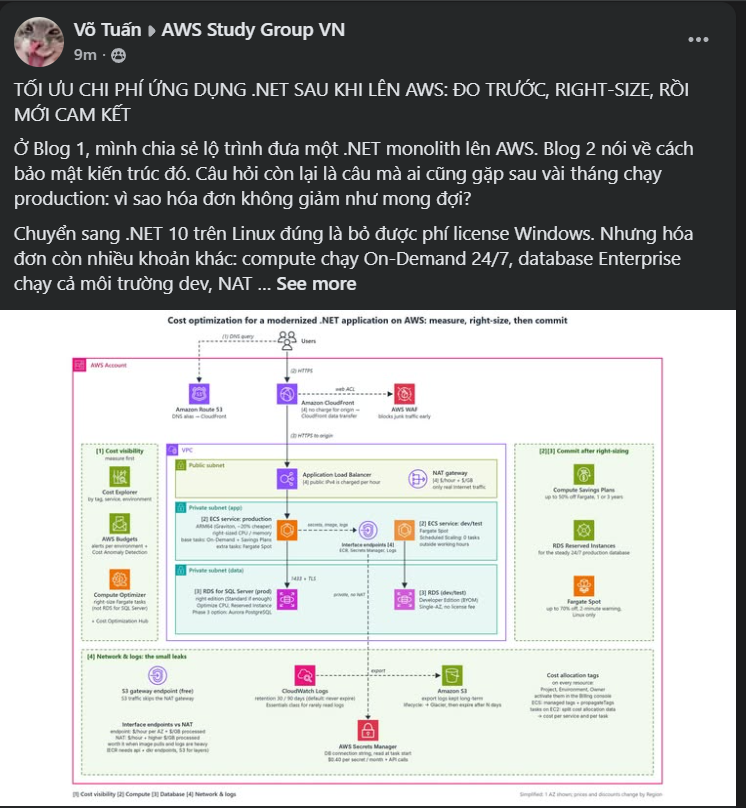 Võ Tuấn ▸ AWS Study Group VN
9m ·
TỐI ƯU CHI PHÍ ỨNG DỤNG .NET SAU KHI LÊN AWS: ĐO TRƯỚC, RIGHT-SIZE, RỒI
MỚI CAM KẾT
Ở Blog 1, mình chia sẻ lộ trình đưa một .NET monolith lên AWS. Blog 2 nói về cách
bảo mật kiến trúc đó. Câu hỏi còn lại là câu mà ai cũng gặp sau vài tháng chạy
production: vì sao hóa đơn không giảm như mong đợi?
Chuyển sang .NET 10 trên Linux đúng là bỏ được phí license Windows. Nhưng hóa
đơn còn nhiều khoản khác: compute chạy On-Demand 24/7, database Enterprise
chạy cả môi trường dev, NAT ... See more
Cost optimization for a modernized .NET application on AWS: measure, right-size, then commit
(1) DNS query
Users
AWS Account
(2) HTTPS
Amazon Route 53
DNS alias → CloudFront
Amazon CloudFront
[4] no charge for origin →
CloudFront data transfer
web ACL
AWS WAF
blocks junk traffic early
(3) HTTPS to origin
[1] Cost visibility
measure first
Cost Explorer
by tag, service, environment
AWS Budgets
alerts per environment +
Cost Anomaly Detection
Compute Optimizer
right-size Fargate tasks
(not RDS for SQL Server)
+ Cost Optimization Hub
VPC
Public subnet
Application Load Balancer
[4] public IPv4 is charged per hour
NAT gateway
[4] $/hour + $/GB
only real internet traffic
Private subnet (app)
[2] ECS service: production
ARM64 (Graviton, ~20% cheaper)
right-sized CPU / memory
base tasks: On-Demand + Savings Plans
extra tasks: Fargate Spot
secrets, image, logs
Interface endpoints [4]
ECR, Secrets Manager, Logs
[2] ECS service: dev/test
Fargate Spot
Scheduled Scaling: 0 tasks
outside working hours
Private subnet (data)
1433 + TLS
private, no NAT
[3] RDS for SQL Server (prod)
right edition (Standard if enough)
Optimize CPU, Reserved Instance
Phase 3 option: Aurora PostgreSQL
[3] RDS (dev/test)
Developer Edition (BYOM)
Single-AZ, no license fee
[2][3] Commit after right-sizing
Compute Savings Plans
up to 50% off Fargate, 1 or 3 years
RDS Reserved Instances
for the steady 24/7 production database
Fargate Spot
up to 70% off, 2-minute warning,
Linux only
[4] Network & logs: the small leaks
S3 gateway endpoint (free)
S3 traffic skips the NAT gateway
Interface endpoints vs NAT
endpoint: $/hour per AZ + $/GB processed
NAT: $/hour + higher $/GB processed
worth it when image pulls and logs are heavy
(ECR needs api + dkr endpoints, S3 for layers)
CloudWatch Logs
retention 30 / 90 days (default: never expire)
Essentials class for rarely read logs
export
Amazon S3
export logs kept long-term
lifecycle: → Glacier, then expire after N days
AWS Secrets Manager
DB connection string, read at task start
$0.40 per secret / month + API calls
Cost allocation tags
on every resource:
Project, Environment, Owner
activate them in the Billing console
ECS: managed tags + propagateTags
tasks on EC2: split cost allocation data
→ cost per service and per task
[1] Cost visibility [2] Compute [3] Database [4] Network & logs
Simplified: 1 AZ shown; prices and discounts change by Region